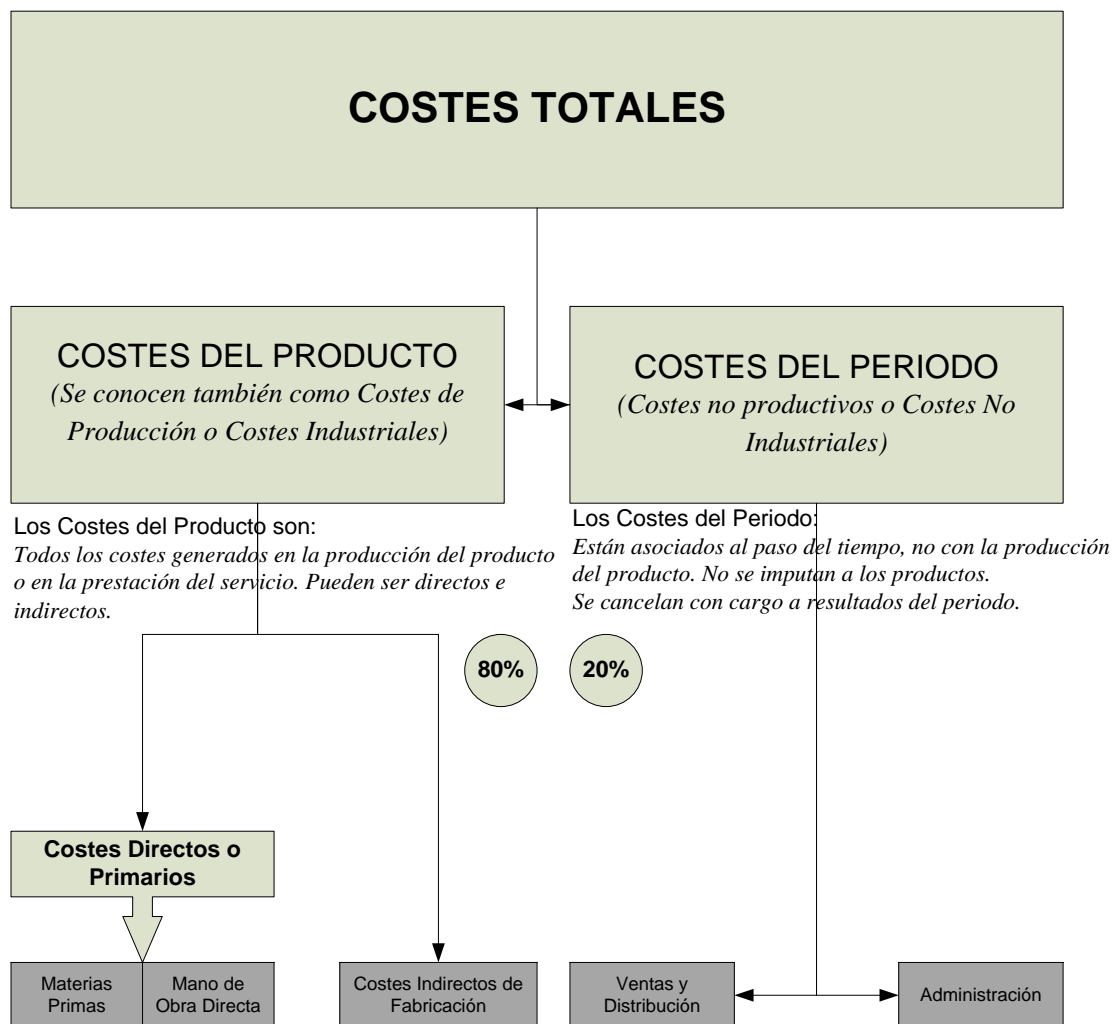 COSTES TOTALES
COSTES DEL PRODUCTO
(Se conocen también como Costes de
Producción o Costes Industriales)
COSTES DEL PERIODO
(Costes no productivos o Costes No
Industriales)
Los Costes del Producto son:
Todos los costes generados en la producción del producto
o en la prestación del servicio. Pueden ser directos e
indirectos.
Los Costes del Periodo:
Están asociados al paso del tiempo, no con la producción
del producto. No se imputan a los productos.
Se cancelan con cargo a resultados del periodo.
80%
20%
Costes Directos o
Primarios
Materias
Primas
Mano de
Obra Directa
Costes Indirectos de
Fabricación
Ventas y
Distribución
Administración